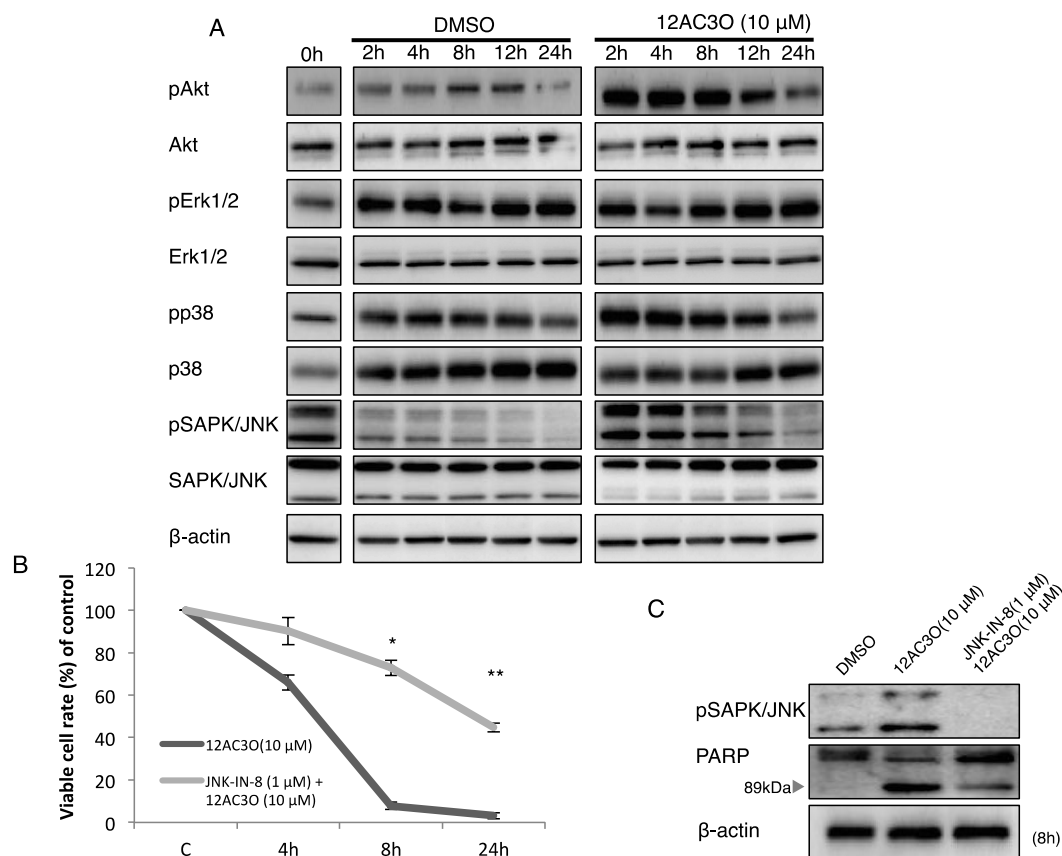 A
DMSO
12AC3O (10 μM)
0h
2h 4h 8h 12h 24h
2h 4h 8h 12h 24h
pAkt
Akt
pErk1/2
Erk1/2
pp38
p38
pSAPK/JNK
SAPK/JNK
β-actin
B
Viable cell rate (%) of control
120
100
80
60
40
20
0
*
**
12AC3O(10 μM)
JNK-IN-8 (1 μM) +
12AC3O (10 μM)
C 4h 8h 24h
C
DMSO
12AC3O(10 μM)
JNK-IN-8(1 μM)
12AC3O(10 μM)
pSAPK/JNK
PARP
89kDa
β-actin
(8h)